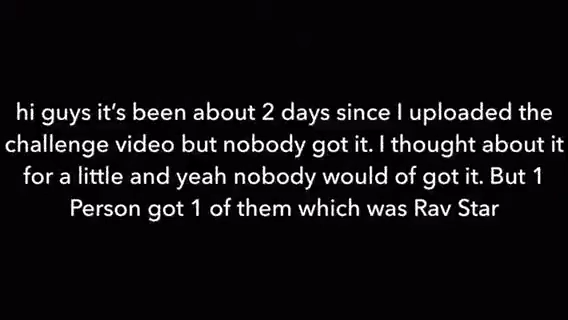 hi guys it's been about 2 days since I uploaded the
challenge video but nobody got it. I thought about it
for a little and yeah nobody would of got it. But 1
Person got 1 of them which was Rav Star